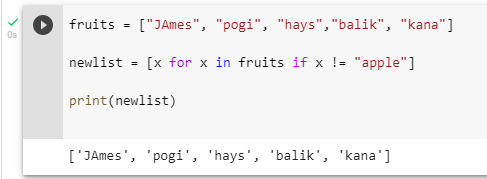 0s
fruits = ["JAmes", "pogi", "hays","balik", "kana"]
newlist = [x for x in fruits if x != "apple"]
print(newlist)
['JAmes', 'pogi', 'hays', 'balik', 'kana']